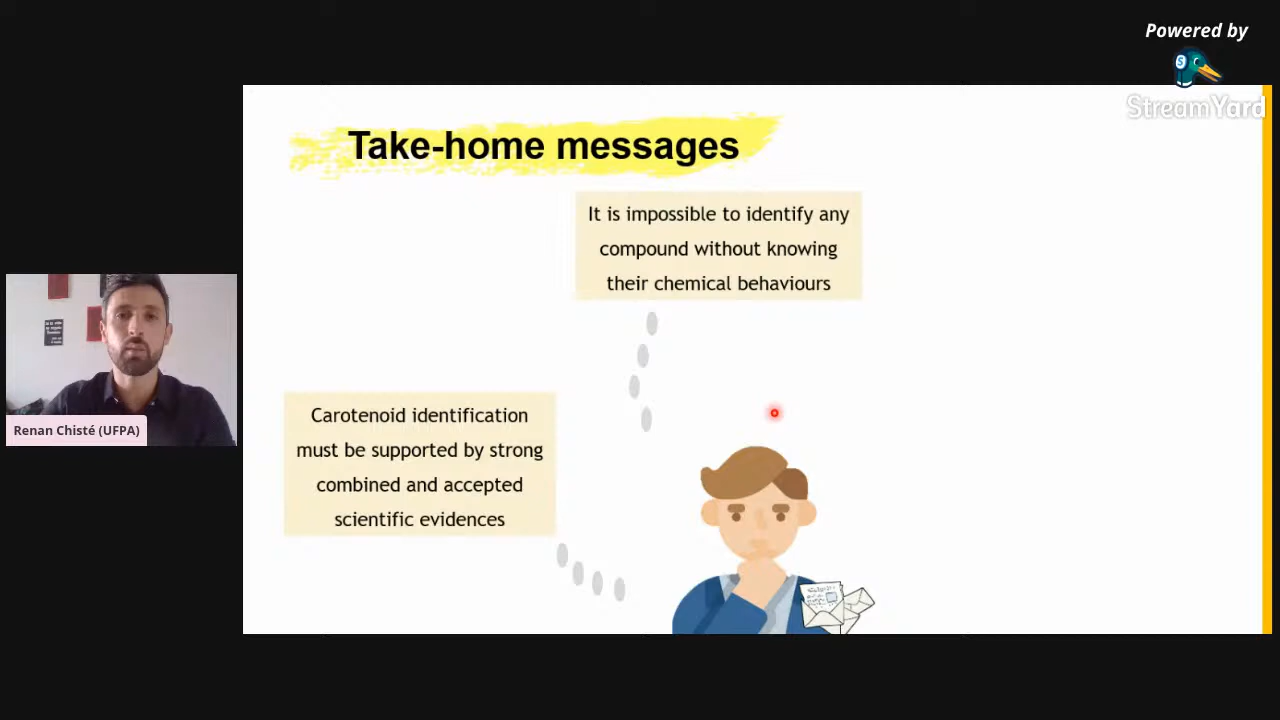 Powered by
StreamYard
Take-home messages
It is impossible to identify any
compound without knowing
their chemical behaviours
Carotenoid identification
must be supported by strong
combined and accepted
scientific evidences
Renan Chisté (UFPA)